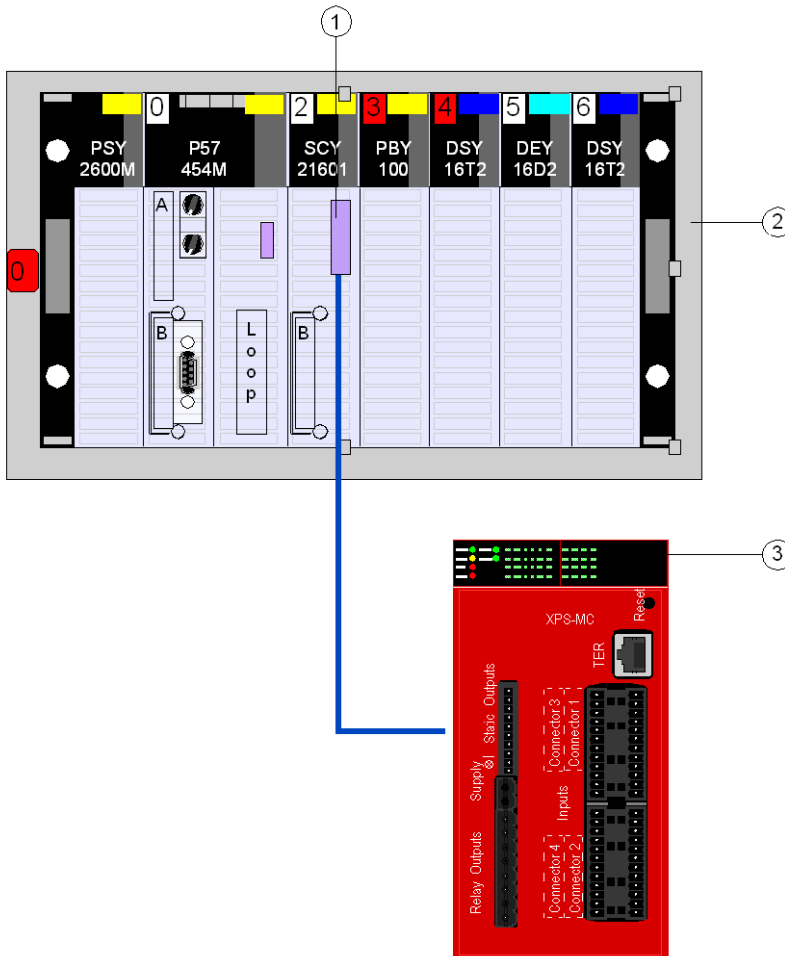 1
0 2 3 4 5 6
PSY 2600M
P57 454M
SCY 21601
PBY 100
DSY 16T2
DEY 16D2
DSY 16T2
2
A
0
B
Loop
B
3
Reset
XPS-MC
TER
Static Outputs
Supply
Relay Outputs
Connector 3
Connector 1
Inputs
Connector 4
Connector 2